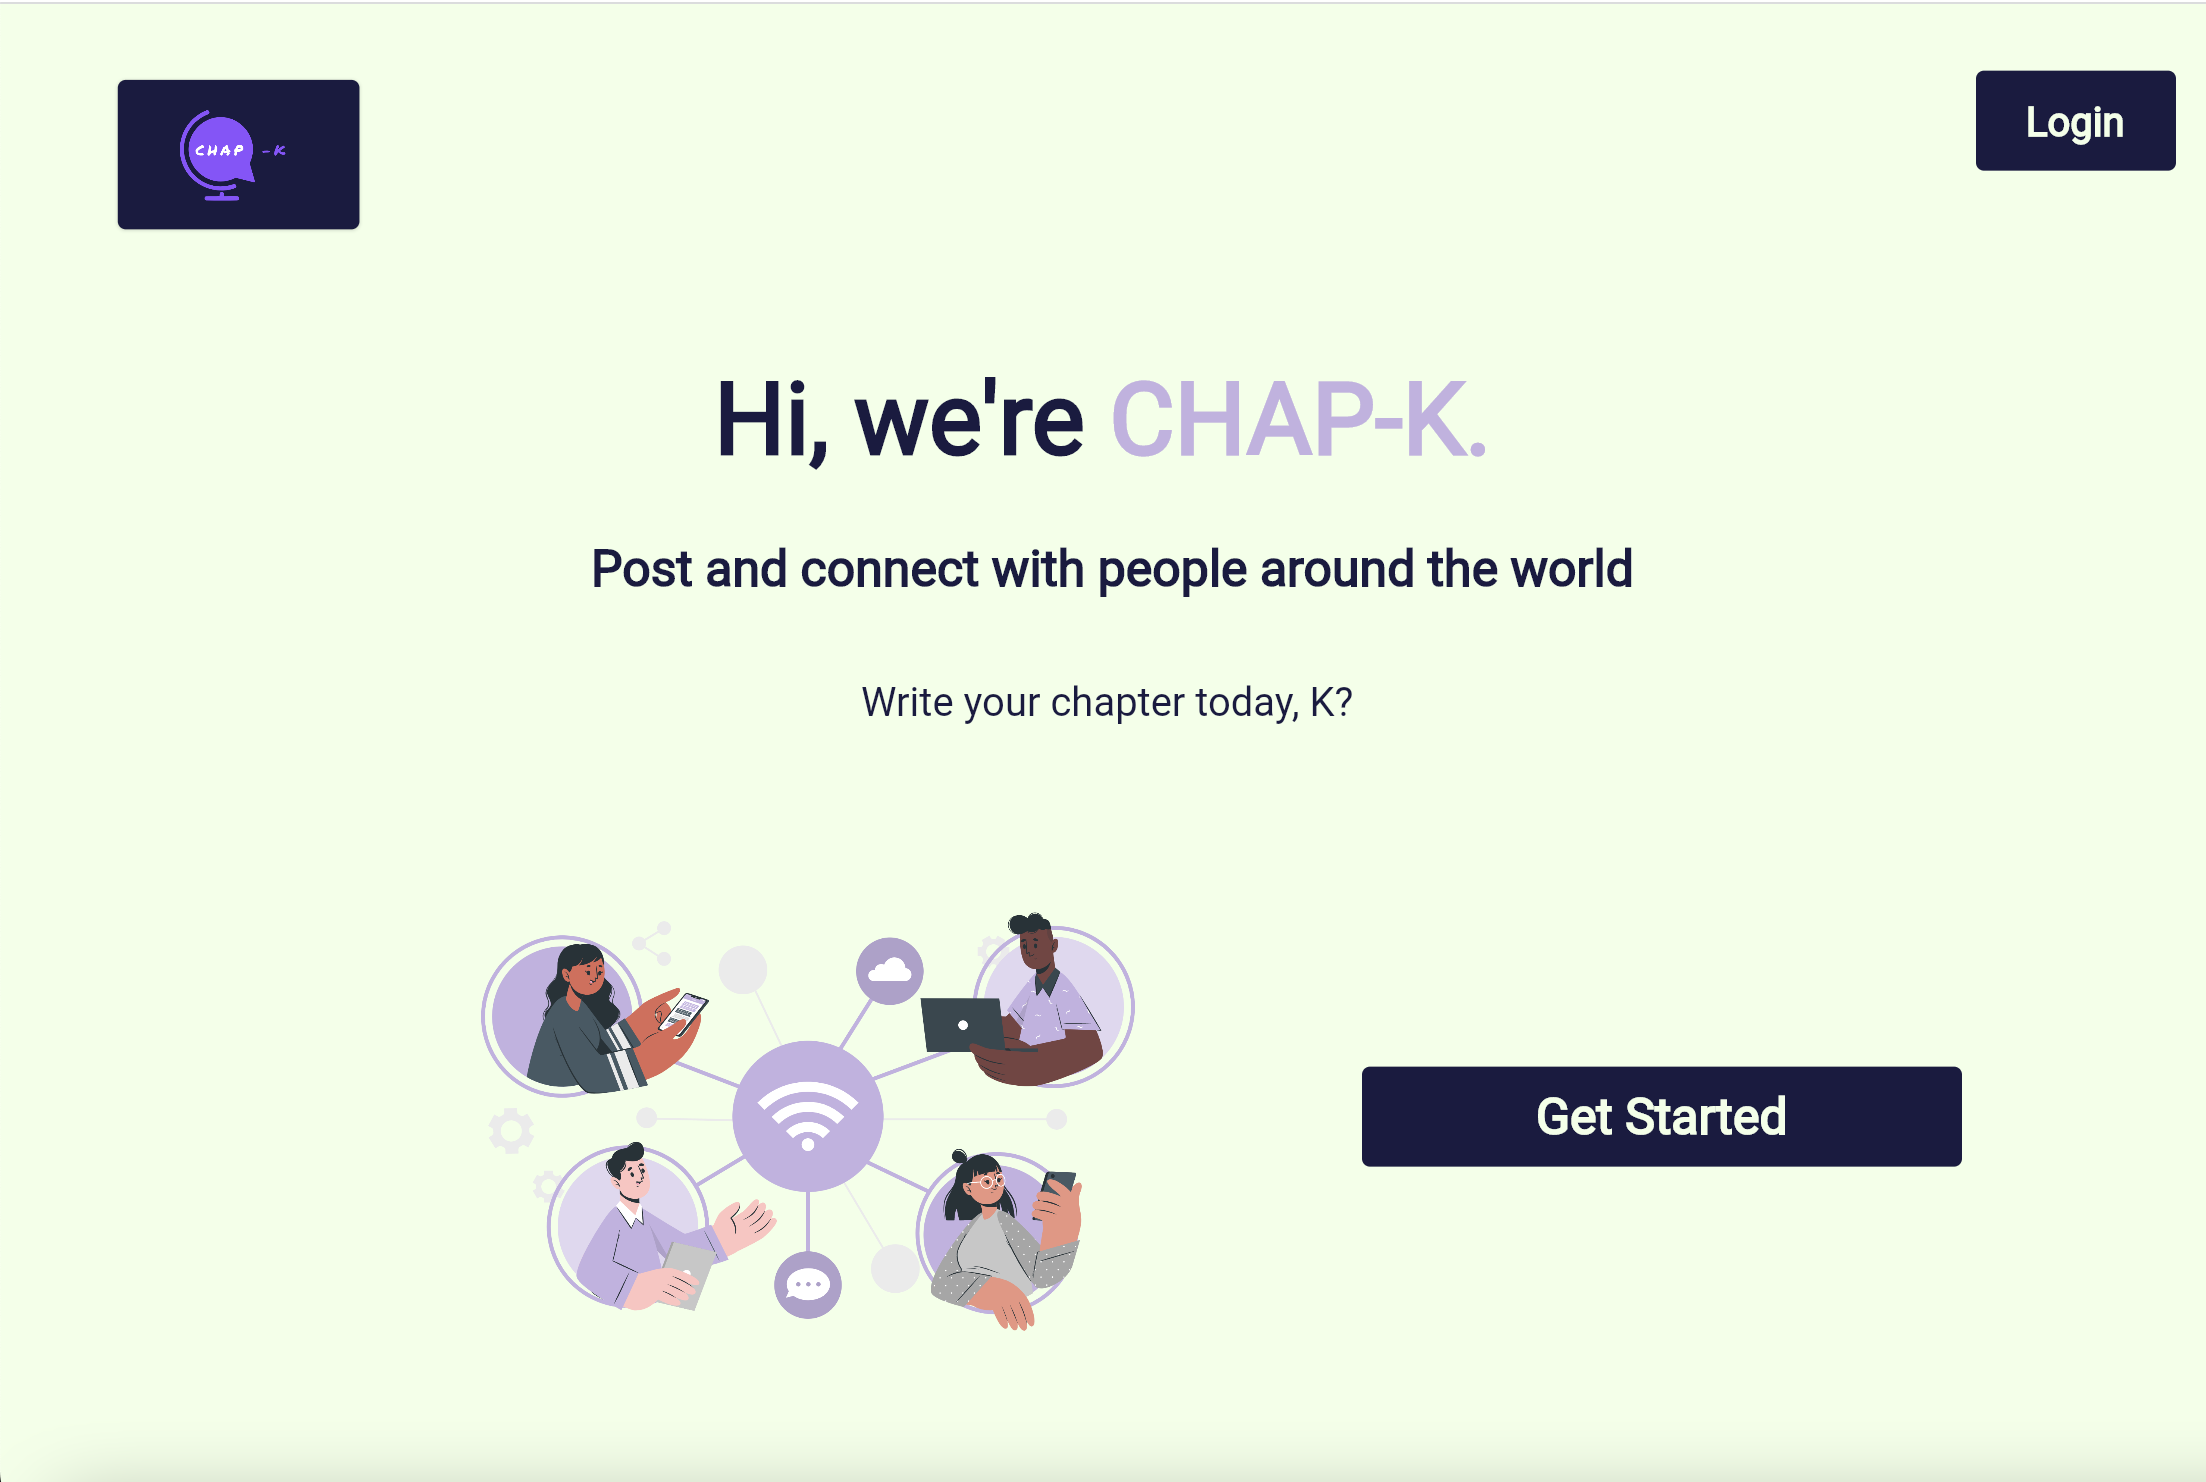 CHAP -K
Login
Hi, we're CHAP-K.
Post and connect with people around the world
Write your chapter today, K?
Get Started